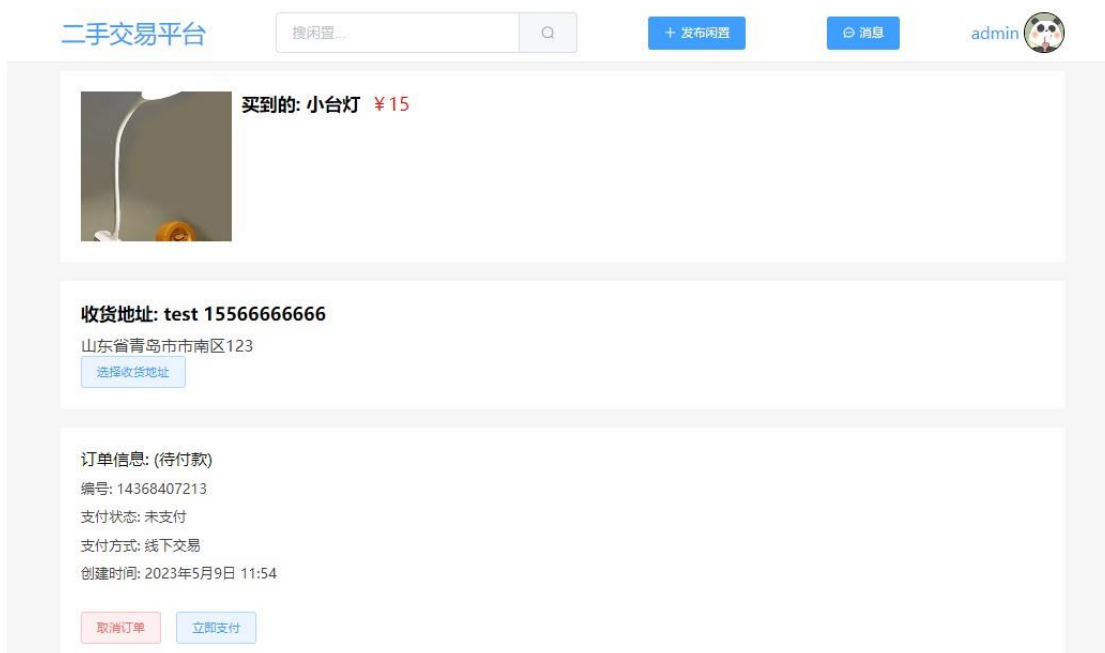 二手交易平台
搜闲置...
+ 发布闲置
消息
admin
买到的: 小台灯 ￥15
收货地址: test 15566666666
山东省青岛市市南区123
选择收货地址
订单信息: (待付款)
编号: 14368407213
支付状态: 未支付
支付方式: 线下交易
创建时间: 2023年5月9日 11:54
取消订单 立即支付